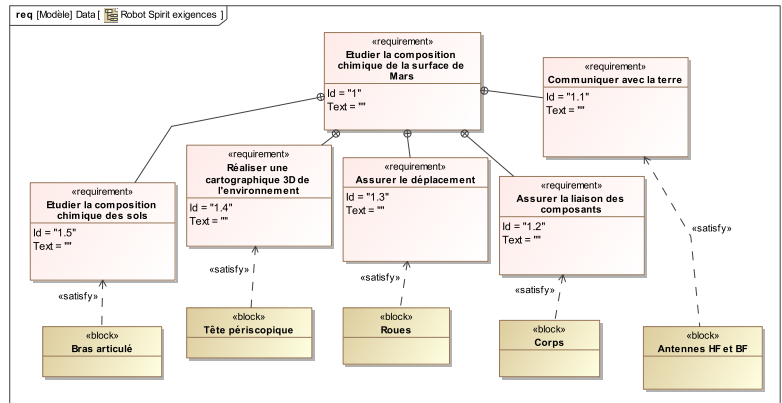 req [Modèle] Data [ Robot Spirit exigences ]
«requirement»
Etudier la composition
chimique de la surface de
Mars
Id = "1"
Text = ""
«requirement»
Communiquer avec la terre
Id = "1.1"
Text = ""
«requirement»
Etudier la composition
chimique des sols
Id = "1.5"
Text = ""
«requirement»
Réaliser une
cartographique 3D de
l'environnement
Id = "1.4"
Text = ""
«requirement»
Assurer le déplacement
Id = "1.3"
Text = ""
«requirement»
Assurer la liaison des
composants
Id = "1.2"
Text = ""
«satisfy»
«satisfy»
«satisfy»
«satisfy»
«satisfy»
«block»
Bras articulé
«block»
Tête périscopique
«block»
Roues
«block»
Corps
«block»
Antennes HF et BF